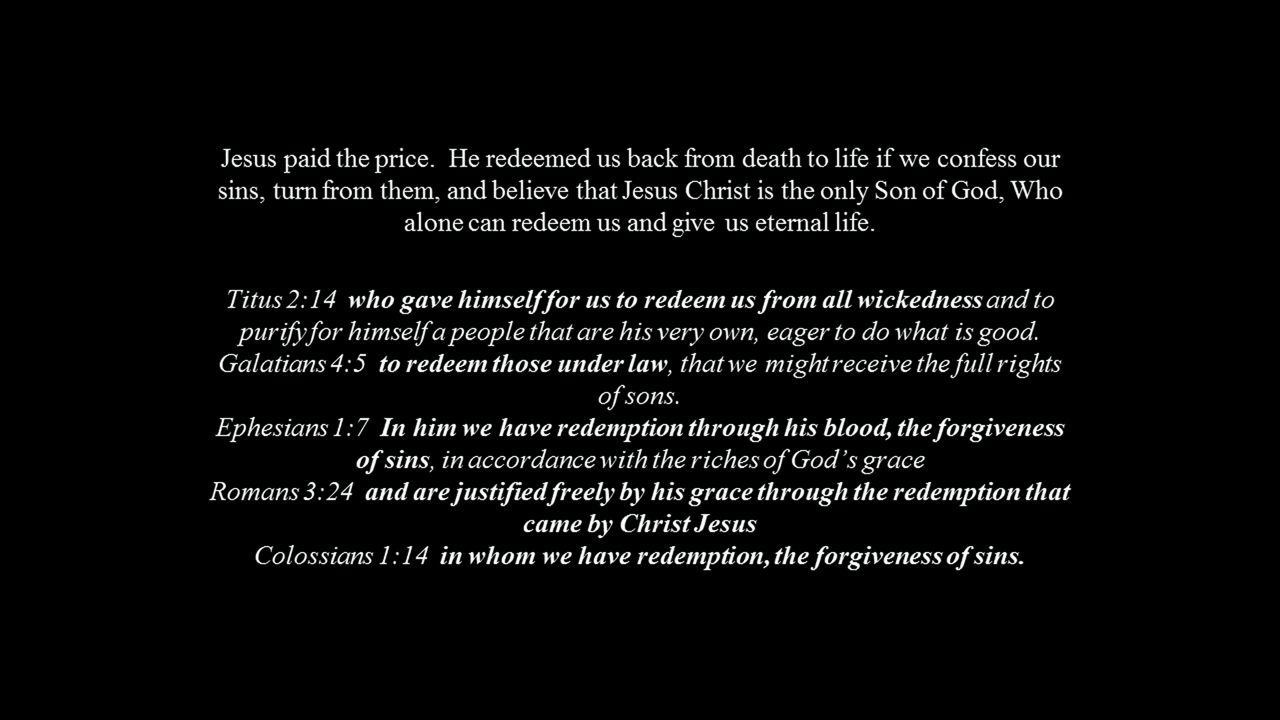 Jesus paid the price.  He redeemed us back from death to life if we confess our
sins, turn from them, and believe that Jesus Christ is the only Son of God, Who
alone can redeem us and give  us eternal life.
Titus 2:14  who gave himself for us to redeem us from all wickedness and to
purify for himself a people that are his very own, eager to do what is good.
Galatians 4:5  to redeem those under law, that we might receive the full rights
of sons.
Ephesians 1:7  In him we have redemption through his blood, the forgiveness
of sins, in accordance with the riches of God’s grace
Romans 3:24  and are justified freely by his grace through the redemption that
came by Christ Jesus
Colossians 1:14  in whom we have redemption, the forgiveness of sins.